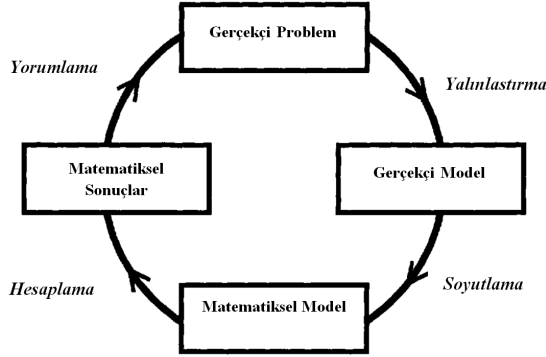 Gerçekçi Problem
Yorumlama
Yalınlastırma
Matematiksel
Sonuçlar
Gerçekçi Model
Hesaplama
Soyutlama
Matematiksel Model